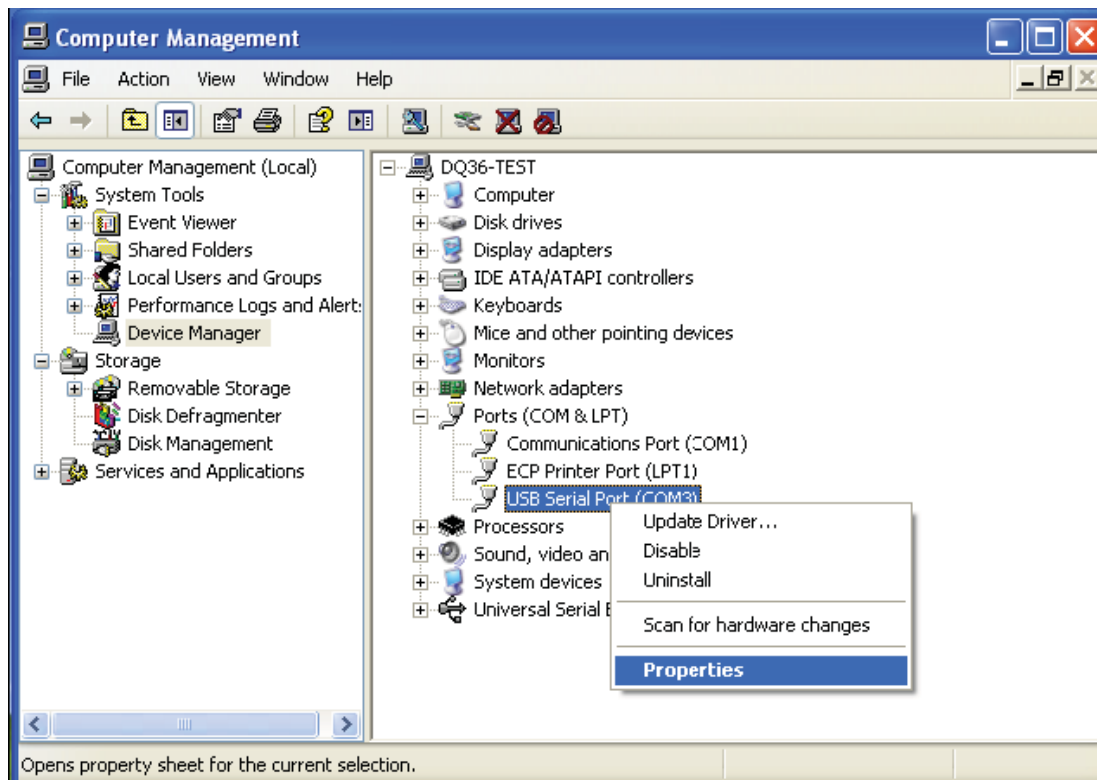 Computer Management
File Action View Window Help
Computer Management (Local)
System Tools
Event Viewer
Shared Folders
Local Users and Groups
Performance Logs and Alert
Device Manager
Storage
Removable Storage
Disk Defragmenter
Disk Management
Services and Applications
DQ36-TEST
Computer
Disk drives
Display adapters
IDE ATA/ATAPI controllers
Keyboards
Mice and other pointing devices
Monitors
Network adapters
Ports (COM & LPT)
Communications Port (COM1)
ECP Printer Port (LPT1)
USB Serial Port (COM3)
Processors
Sound, video an
System devices
Universal Serial
Update Driver...
Disable
Uninstall
Scan for hardware changes
Properties
Opens property sheet for the current selection.